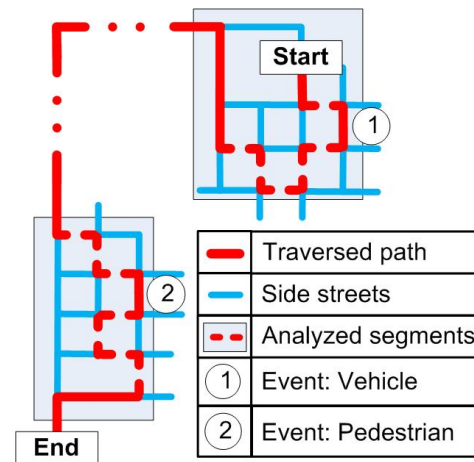 Start
1
2
End
Traversed path
Side streets
Analyzed segments
1 Event: Vehicle
2 Event: Pedestrian